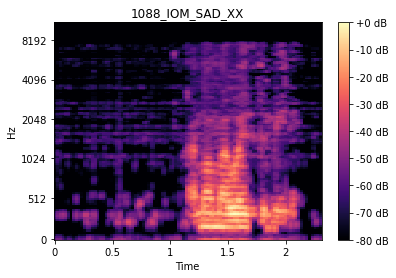 1088_IOM_SAD_XX
8192
4096
2048
1024
512
0
Hz
0
0.5
1
1.5
2
Time
+0 dB
-10 dB
-20 dB
-30 dB
-40 dB
-50 dB
-60 dB
-70 dB
-80 dB